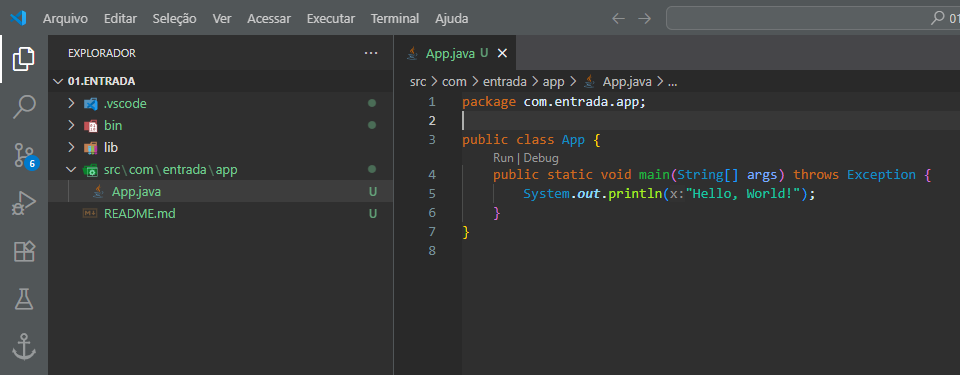 Arquivo Editar Seleção Ver Acessar Executar Terminal Ajuda
01
EXPLORADOR ...
01.ENTRADA
.vscode
bin
lib
src\com\entrada\app
App.java U
README.md U
6
App.java U
src > com > entrada > app > App.java > ...
1 package com.entrada.app;
2
3 public class App {
Run | Debug
4 public static void main(String[] args) throws Exception {
5 System.out.println(x:"Hello, World!");
6 }
7 }
8